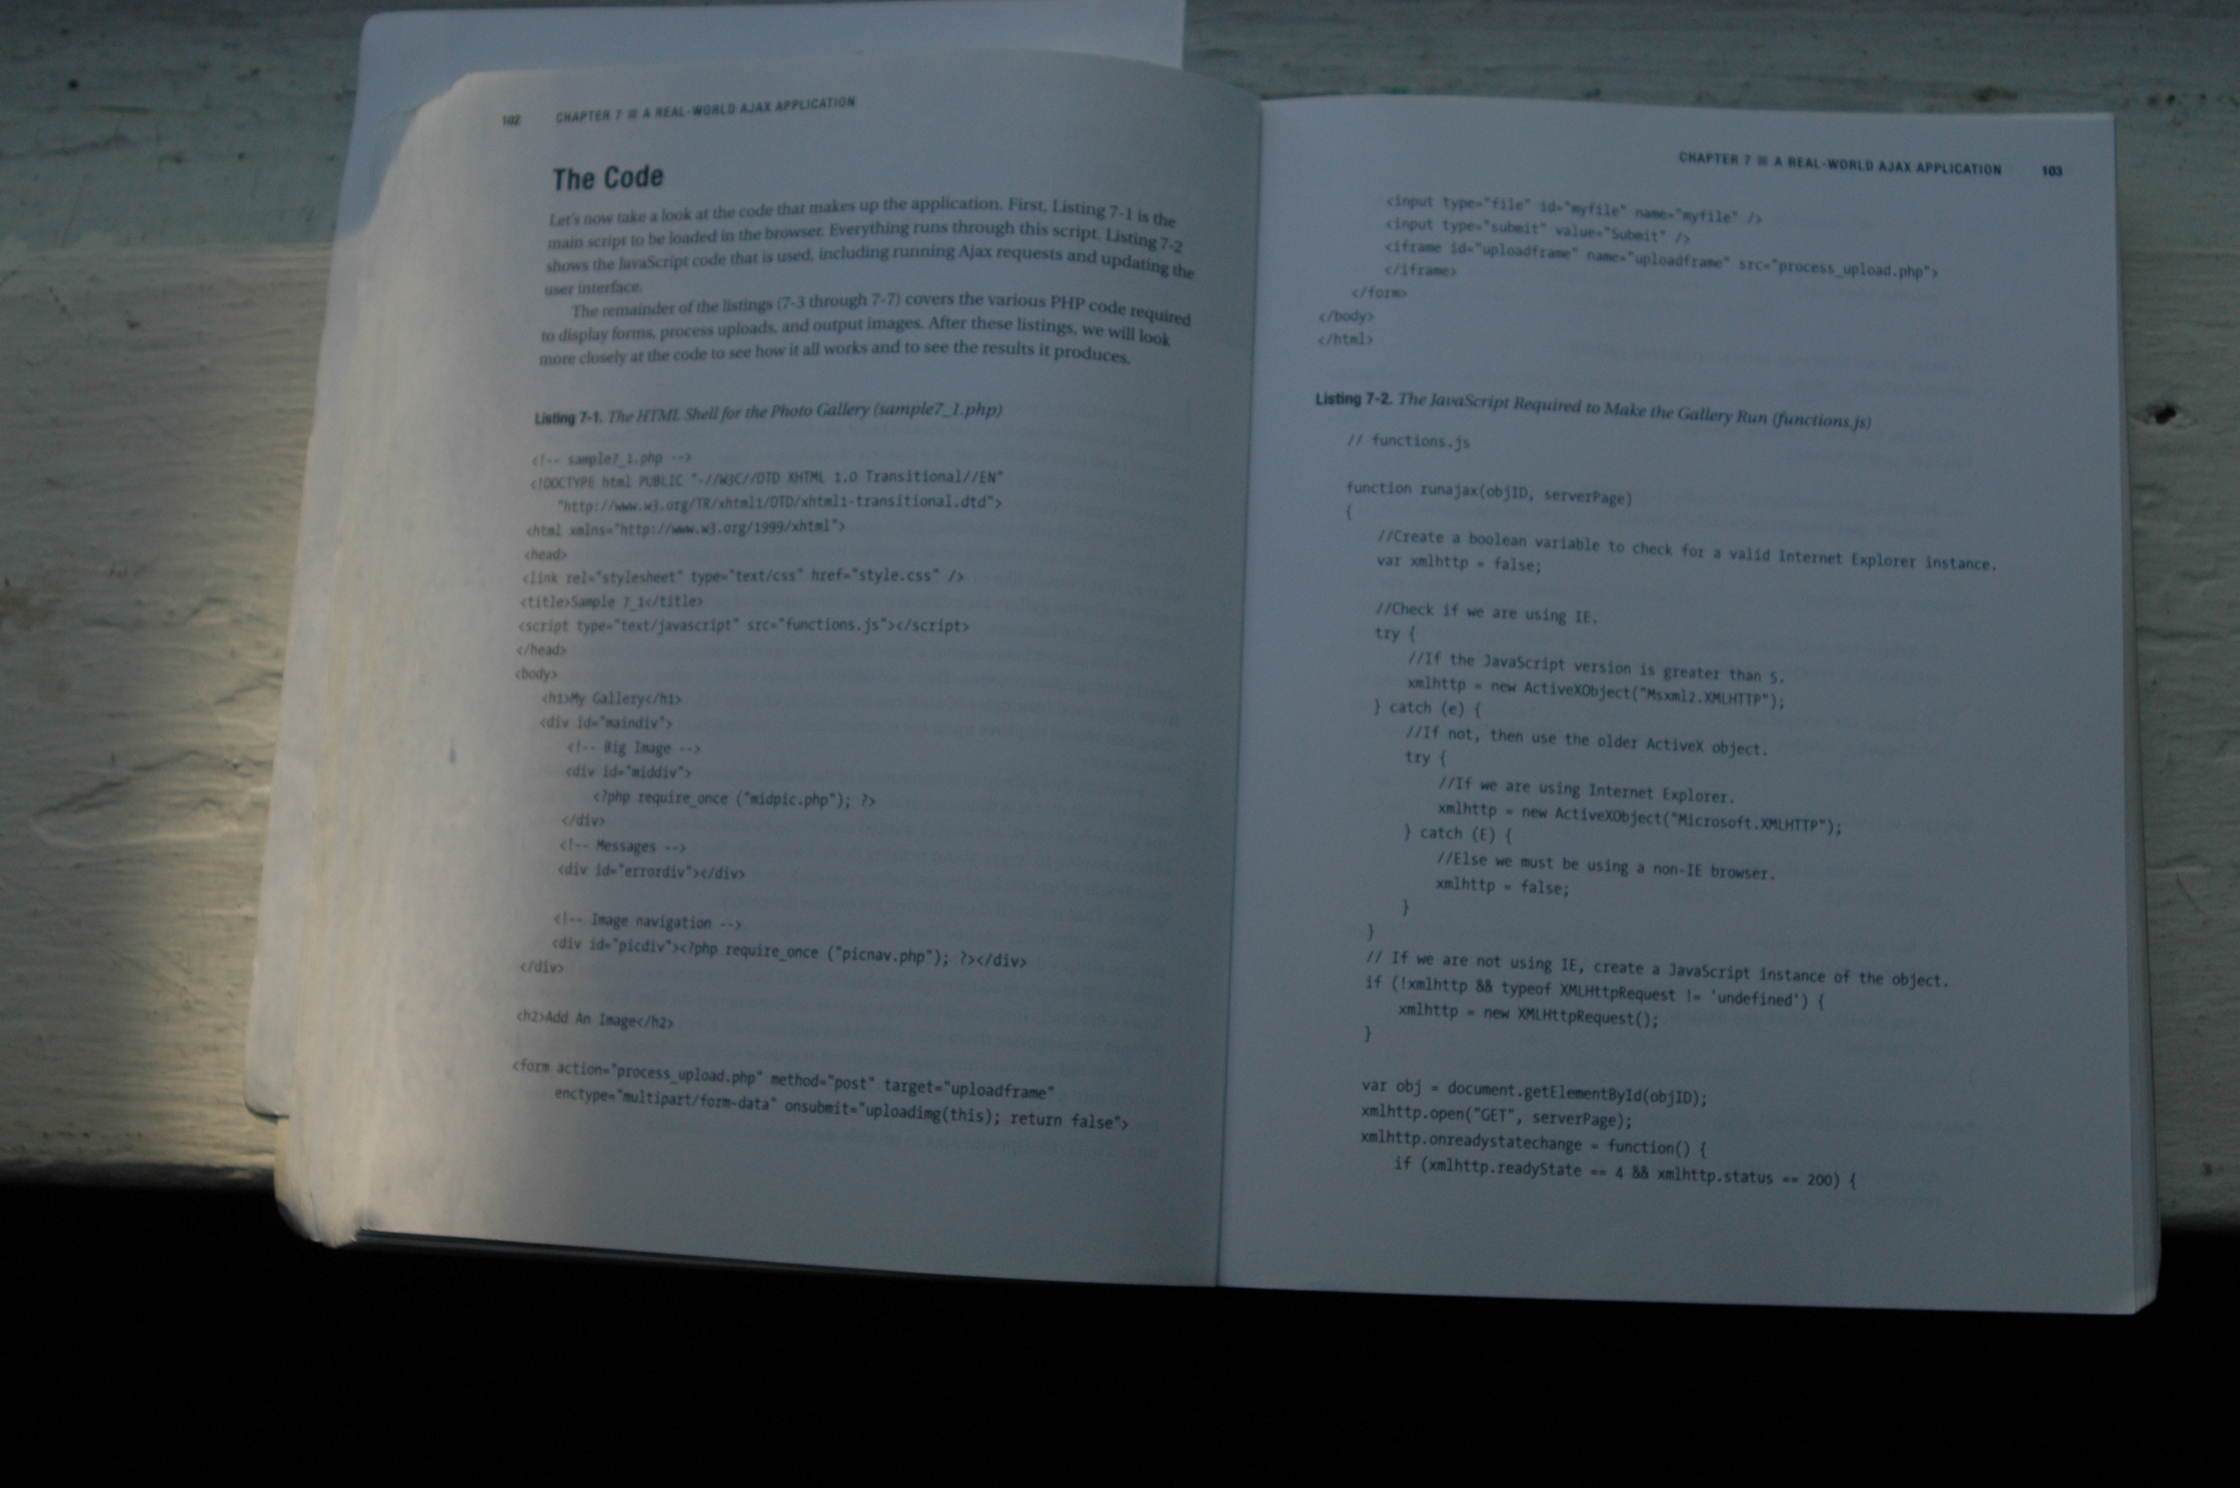 102 CHAPTER 7 ■ A REAL-WORLD AJAX APPLICATION
The Code
Let's now take a look at the code that makes up the application. First, Listing 7-1 is the
main script to be loaded in the browser. Everything runs through this script. Listing 7-2
shows the JavaScript code that is used, including running Ajax requests and updating the
user interface.
The remainder of the listings (7-3 through 7-7) covers the various PHP code required
to display forms, process uploads, and output images. After these listings, we will look
more closely at the code to see how it all works and to see the results it produces.
Listing 7-1. The HTML Shell for the Photo Gallery (sample7_1.php)
<!-- sample7_1.php -->
<!DOCTYPE html PUBLIC "-//W3C//DTD XHTML 1.0 Transitional//EN"
"http://www.w3.org/TR/xhtml1/DTD/xhtml1-transitional.dtd">
<html xmlns="http://www.w3.org/1999/xhtml">
<head>
<link rel="stylesheet" type="text/css" href="style.css" />
<title>Sample 7_1</title>
<script type="text/javascript" src="functions.js"></script>
</head>
<body>
<h1>My Gallery</h1>
<div id="maindiv">
<!-- Big Image -->
<div id="middiv">
<?php require_once ("midpic.php"); ?>
</div>
<!-- Messages -->
<div id="errordiv"></div>
<!-- Image navigation -->
<div id="picdiv"><?php require_once ("picnav.php"); ?></div>
</div>
<h2>Add An Image</h2>
<form action="process_upload.php" method="post" target="uploadframe"
enctype="multipart/form-data" onsubmit="uploadimg(this); return false">
CHAPTER 7 ■ A REAL-WORLD AJAX APPLICATION 103
<input type="file" id="myfile" name="myfile" />
<input type="submit" value="Submit" />
<iframe id="uploadframe" name="uploadframe" src="process_upload.php">
</iframe>
</form>
</body>
</html>
Listing 7-2. The JavaScript Required to Make the Gallery Run (functions.js)
// functions.js
function runajax(objID, serverPage)
{
//Create a boolean variable to check for a valid Internet Explorer instance.
var xmlhttp = false;
//Check if we are using IE.
try {
//If the JavaScript version is greater than 5.
xmlhttp = new ActiveXObject("Msxml2.XMLHTTP");
} catch (e) {
//If not, then use the older ActiveX object.
try {
//If we are using Internet Explorer.
xmlhttp = new ActiveXObject("Microsoft.XMLHTTP");
} catch (E) {
//Else we must be using a non-IE browser.
xmlhttp = false;
}
}
// If we are not using IE, create a JavaScript instance of the object.
if (!xmlhttp && typeof XMLHttpRequest != 'undefined') {
xmlhttp = new XMLHttpRequest();
}
var obj = document.getElementById(objID);
xmlhttp.open("GET", serverPage);
xmlhttp.onreadystatechange = function() {
if (xmlhttp.readyState == 4 && xmlhttp.status == 200) {